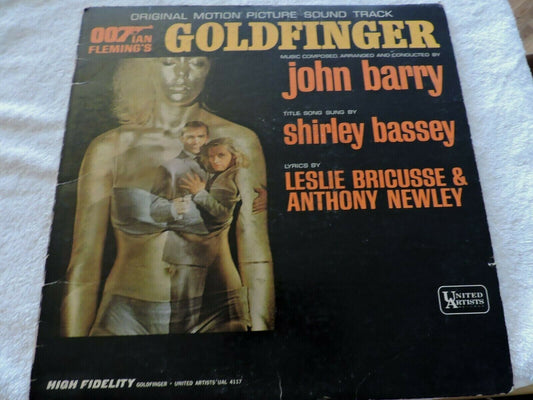 ORIGINAL MOTION PICTURE SOUND TRACK
007 IAN
FLEMING'S
GOLDFINGER
MUSIC COMPOSED, ARRANGED AND CONDUCTED BY
john barry
TITLE SONG SUNG BY
shirley bassey
LYRICS BY
LESLIE BRICUSSE &
ANTHONY NEWLEY
UNITED
ARTISTS
HIGH FIDELITY GOLDFINGER • UNITED ARTISTS UAL 4117